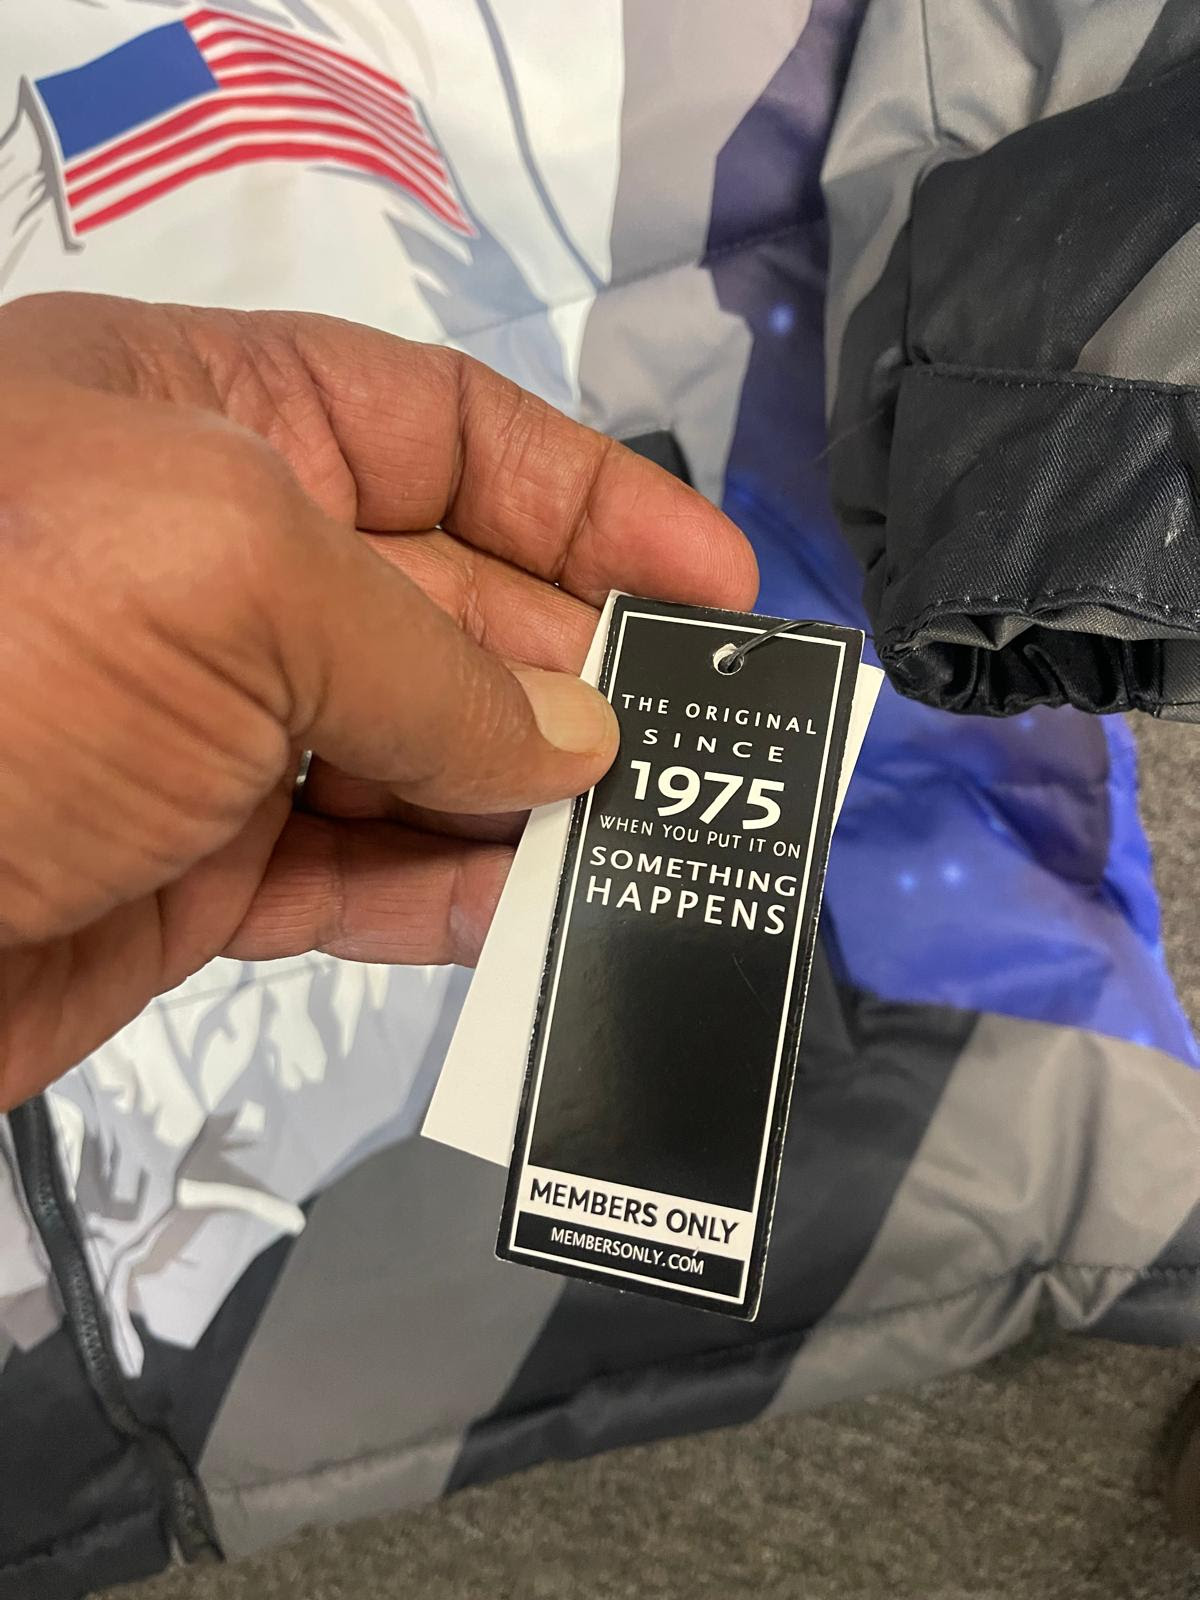 THE ORIGINAL
SINCE
1975
WHEN YOU PUT IT ON
SOMETHING
HAPPENS
MEMBERS ONLY
MEMBERSONLY.COM